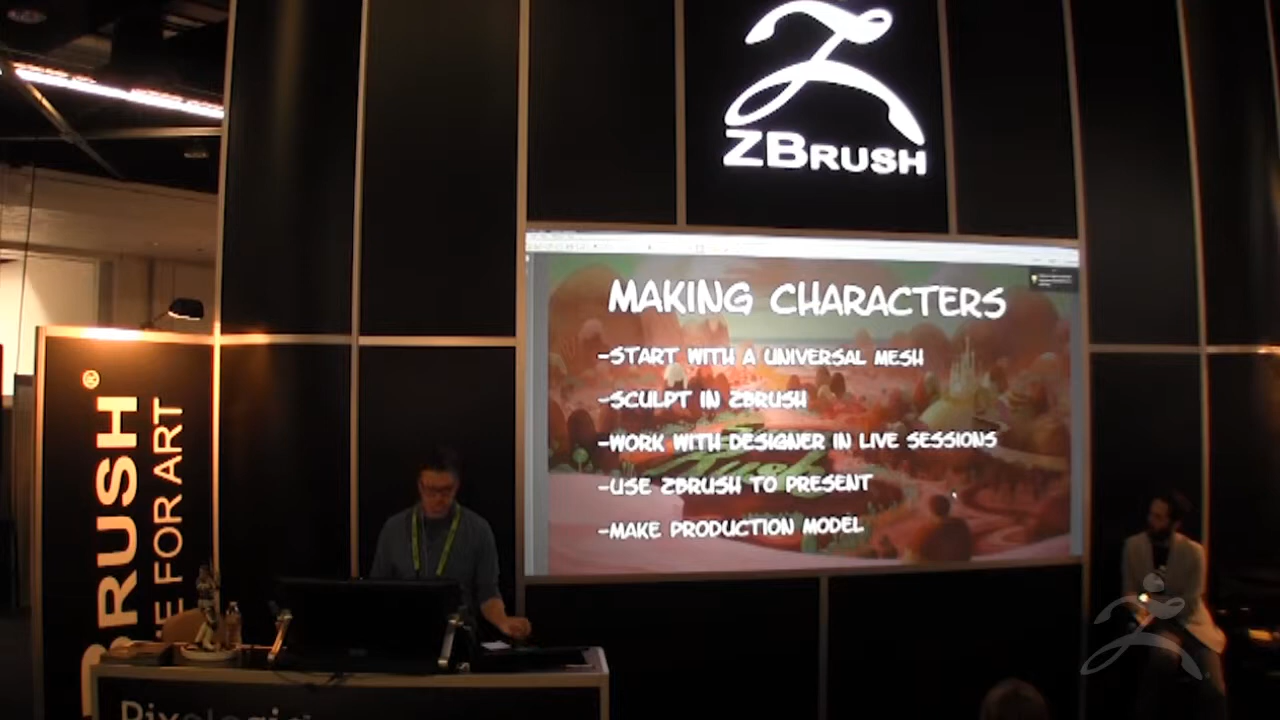 ZBRUSH
MAKING CHARACTERS
-START WITH A UNIVERSAL MESH
-SCULPT IN ZBRUSH
-WORK WITH DESIGNER IN LIVE SESSIONS
-USE ZBRUSH TO PRESENT
-MAKE PRODUCTION MODEL
RUSH®
E FOR ART
Pixologic